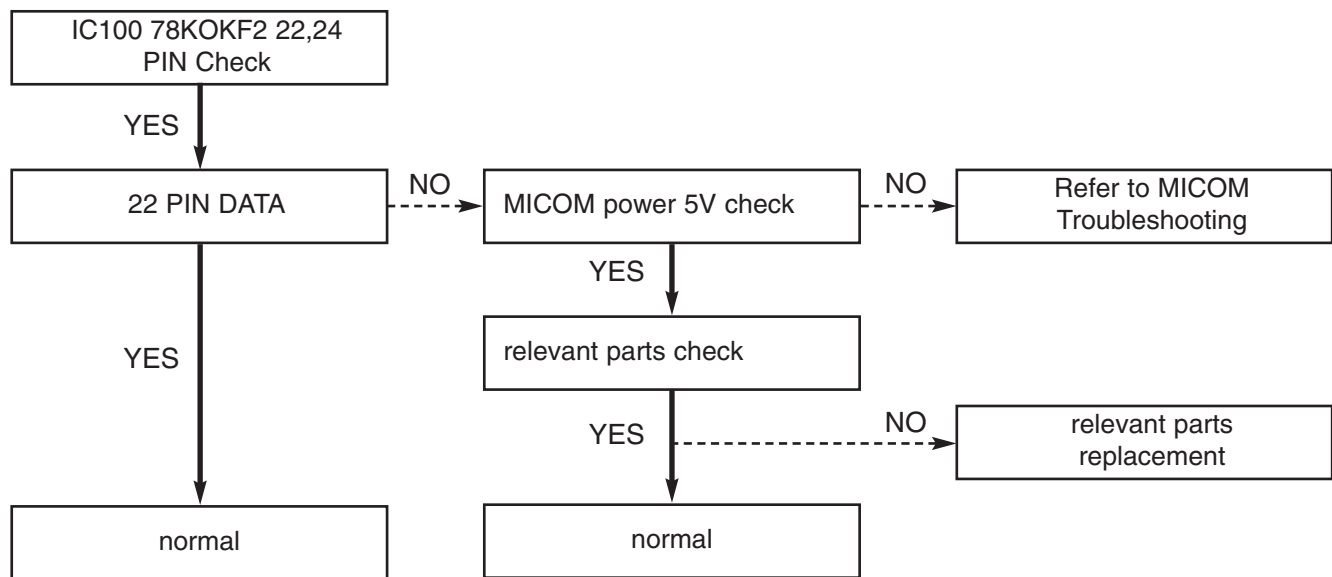 IC100 78KOKF2 22,24
PIN Check
YES
22 PIN DATA
NO
MICOM power 5V check
NO
Refer to MICOM
Troubleshooting
YES
YES
relevant parts check
YES
NO
relevant parts
replacement
normal
normal